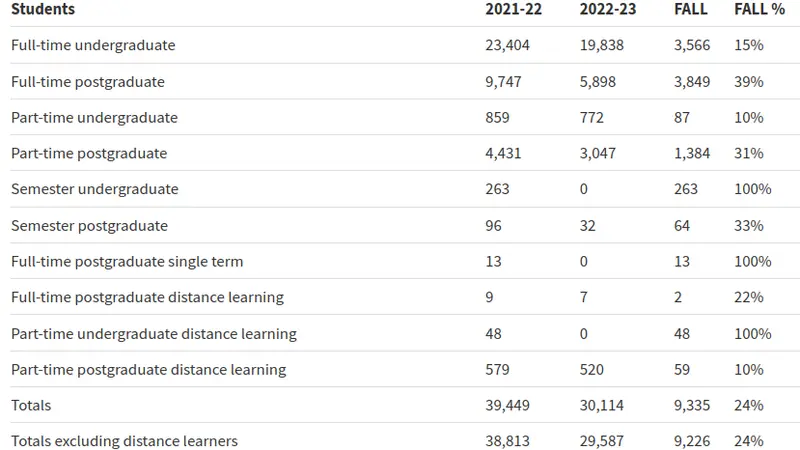 Students 2021-22 2022-23 FALL FALL %
Full-time undergraduate 23,404 19,838 3,566 15%
Full-time postgraduate 9,747 5,898 3,849 39%
Part-time undergraduate 859 772 87 10%
Part-time postgraduate 4,431 3,047 1,384 31%
Semester undergraduate 263 0 263 100%
Semester postgraduate 96 32 64 33%
Full-time postgraduate single term 13 0 13 100%
Full-time postgraduate distance learning 9 7 2 22%
Part-time undergraduate distance learning 48 0 48 100%
Part-time postgraduate distance learning 579 520 59 10%
Totals 39,449 30,114 9,335 24%
Totals excluding distance learners 38,813 29,587 9,226 24%